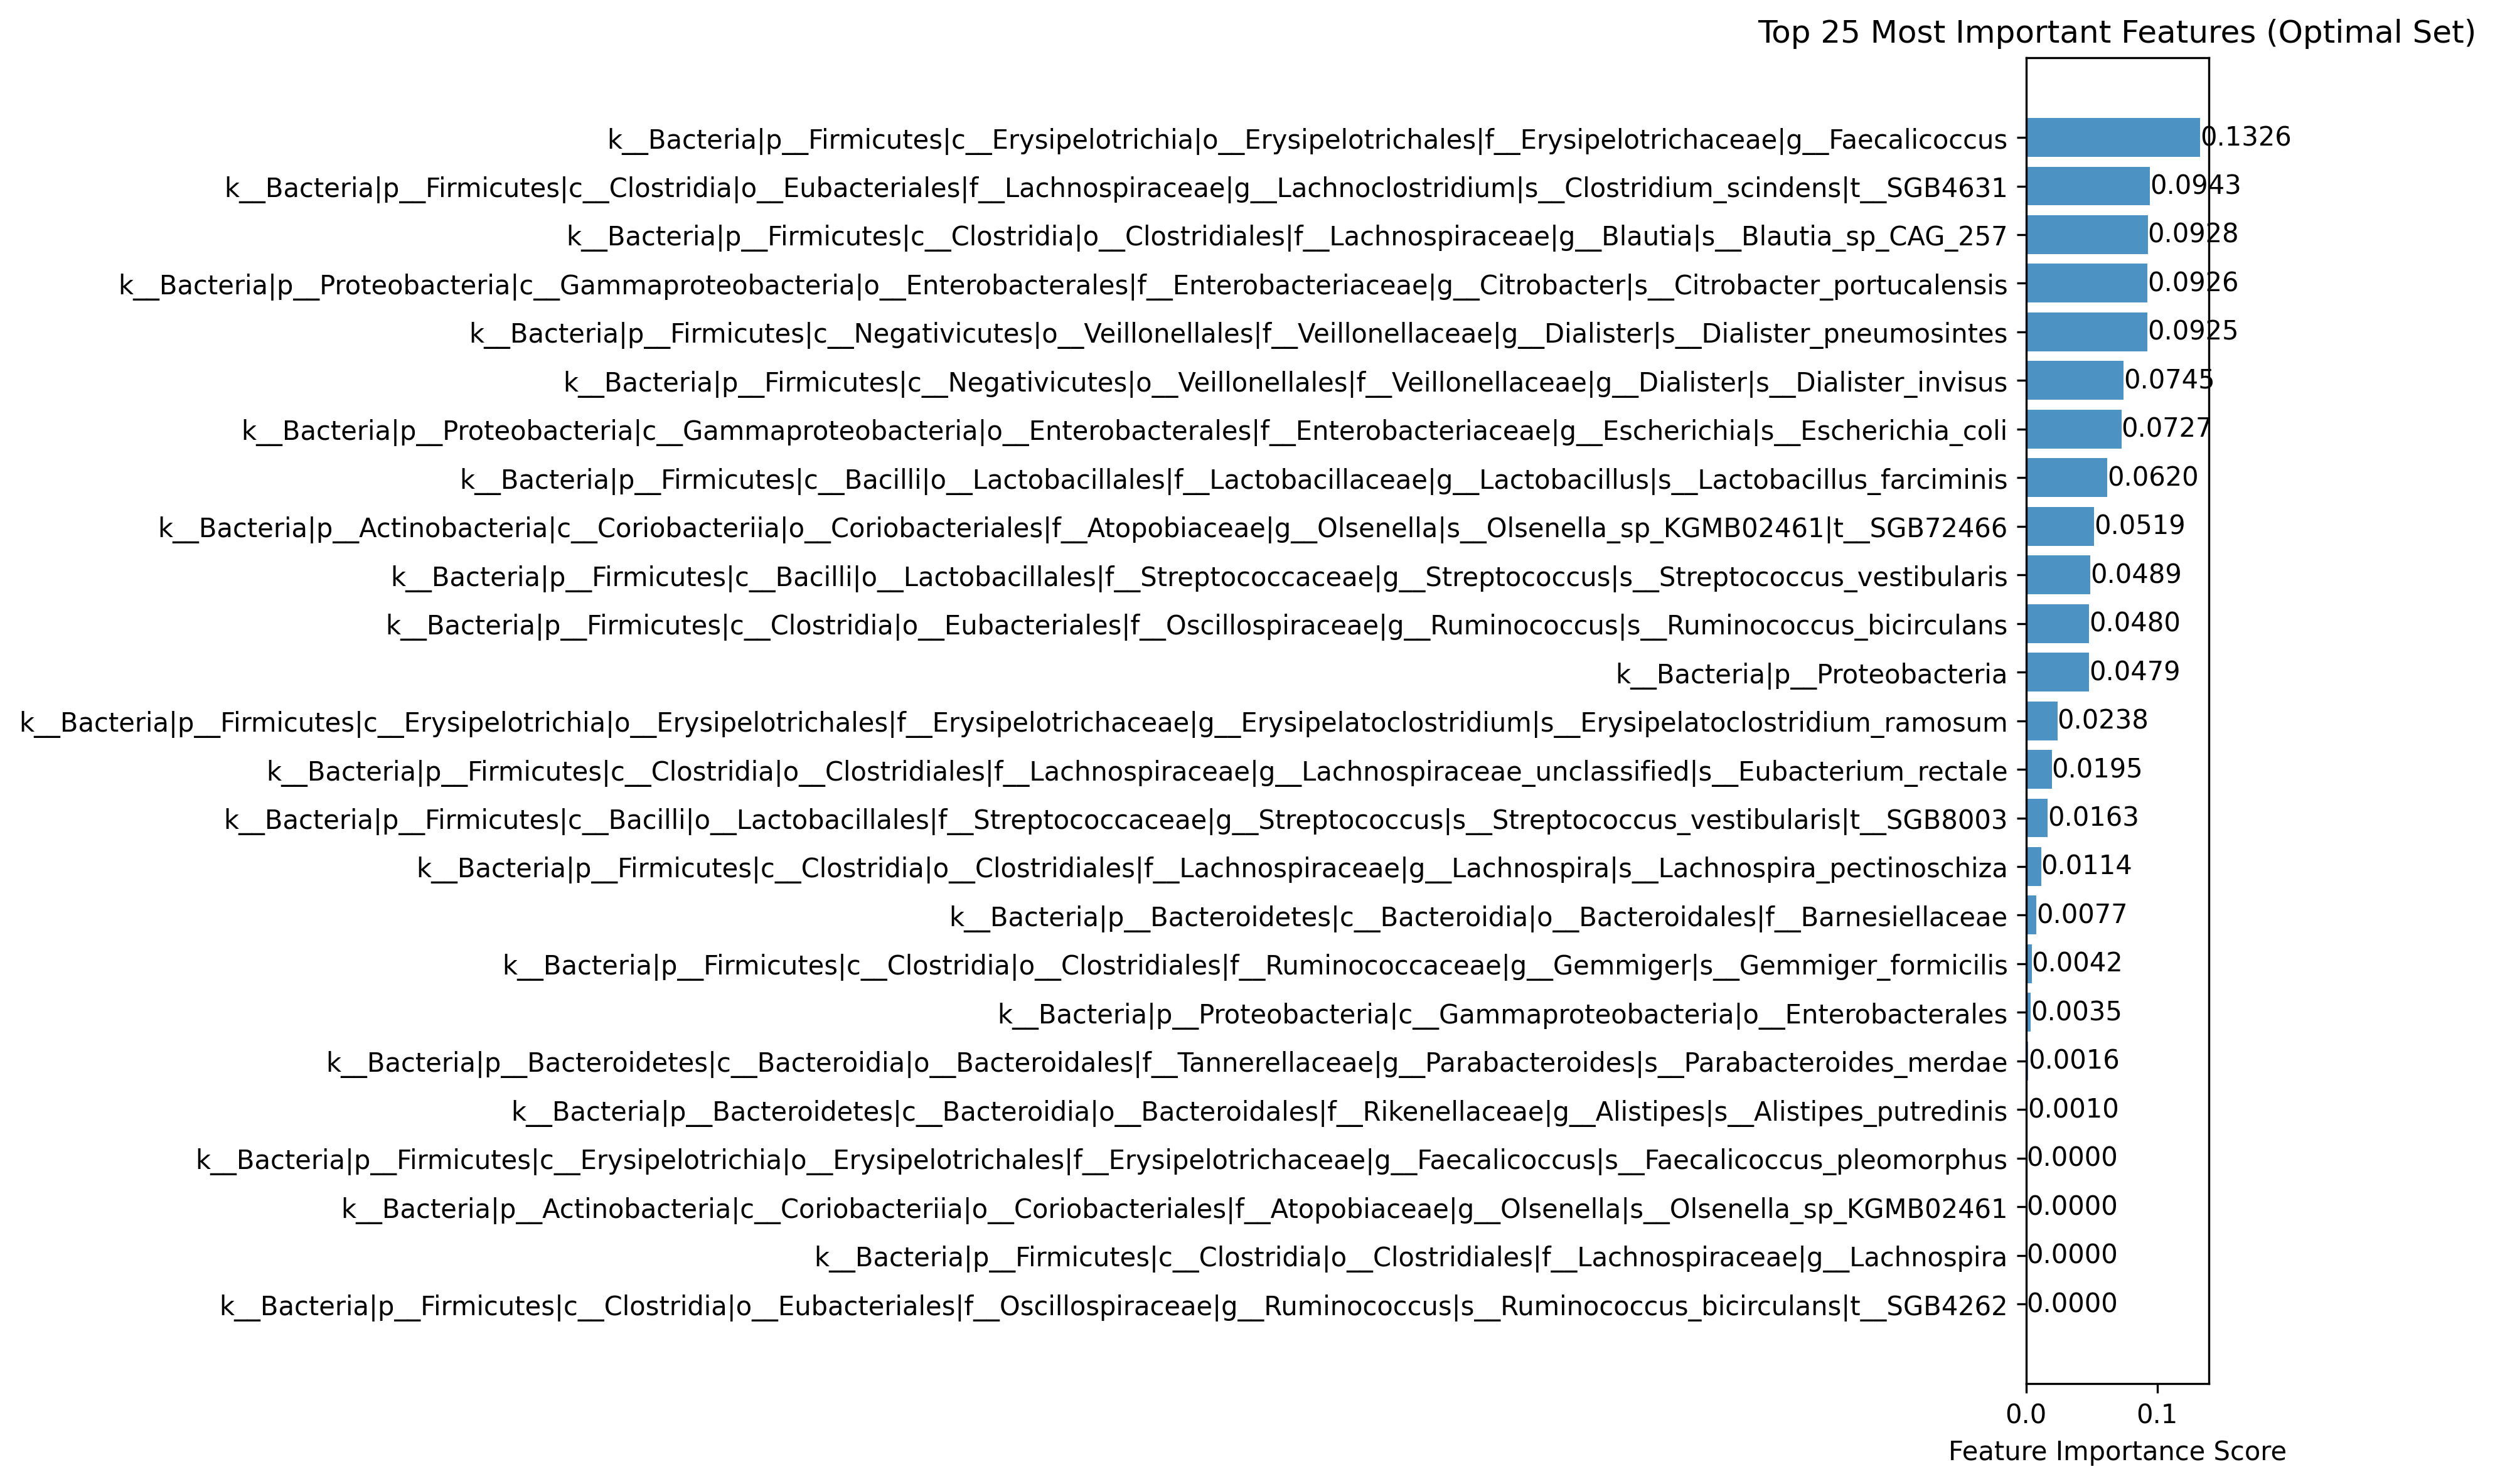 Top 25 Most Important Features (Optimal Set)
k__Bacteria|p__Firmicutes|c__Erysipelotrichia|o__Erysipelotrichales|f__Erysipelotrichaceae|g__Faecalicoccus 0.1326
k__Bacteria|p__Firmicutes|c__Clostridia|o__Eubacteriales|f__Lachnospiraceae|g__Lachnoclostridium|s__Clostridium_scindens|t__SGB4631 0.0943
k__Bacteria|p__Firmicutes|c__Clostridia|o__Clostridiales|f__Lachnospiraceae|g__Blautia|s__Blautia_sp_CAG_257 0.0928
k__Bacteria|p__Proteobacteria|c__Gammaproteobacteria|o__Enterobacterales|f__Enterobacteriaceae|g__Citrobacter|s__Citrobacter_portucalensis 0.0926
k__Bacteria|p__Firmicutes|c__Negativicutes|o__Veillonellales|f__Veillonellaceae|g__Dialister|s__Dialister_pneumosintes 0.0925
k__Bacteria|p__Firmicutes|c__Negativicutes|o__Veillonellales|f__Veillonellaceae|g__Dialister|s__Dialister_invisus 0.0745
k__Bacteria|p__Proteobacteria|c__Gammaproteobacteria|o__Enterobacterales|f__Enterobacteriaceae|g__Escherichia|s__Escherichia_coli 0.0727
k__Bacteria|p__Firmicutes|c__Bacilli|o__Lactobacillales|f__Lactobacillaceae|g__Lactobacillus|s__Lactobacillus_farciminis 0.0620
k__Bacteria|p__Actinobacteria|c__Coriobacteriia|o__Coriobacteriales|f__Atopobiaceae|g__Olsenella|s__Olsenella_sp_KGMB02461|t__SGB72466 0.0519
k__Bacteria|p__Firmicutes|c__Bacilli|o__Lactobacillales|f__Streptococcaceae|g__Streptococcus|s__Streptococcus_vestibularis 0.0489
k__Bacteria|p__Firmicutes|c__Clostridia|o__Eubacteriales|f__Oscillospiraceae|g__Ruminococcus|s__Ruminococcus_bicirculans 0.0480
k__Bacteria|p__Proteobacteria 0.0479
k__Bacteria|p__Firmicutes|c__Erysipelotrichia|o__Erysipelotrichales|f__Erysipelotrichaceae|g__Erysipelatoclostridium|s__Erysipelatoclostridium_ramosum 0.0238
k__Bacteria|p__Firmicutes|c__Clostridia|o__Clostridiales|f__Lachnospiraceae|g__Lachnospiraceae_unclassified|s__Eubacterium_rectale 0.0195
k__Bacteria|p__Firmicutes|c__Bacilli|o__Lactobacillales|f__Streptococcaceae|g__Streptococcus|s__Streptococcus_vestibularis|t__SGB8003 0.0163
k__Bacteria|p__Firmicutes|c__Clostridia|o__Clostridiales|f__Lachnospiraceae|g__Lachnospira|s__Lachnospira_pectinoschiza 0.0114
k__Bacteria|p__Bacteroidetes|c__Bacteroidia|o__Bacteroidales|f__Barnesiellaceae 0.0077
k__Bacteria|p__Firmicutes|c__Clostridia|o__Clostridiales|f__Ruminococcaceae|g__Gemmiger|s__Gemmiger_formicilis 0.0042
k__Bacteria|p__Proteobacteria|c__Gammaproteobacteria|o__Enterobacterales 0.0035
k__Bacteria|p__Bacteroidetes|c__Bacteroidia|o__Bacteroidales|f__Tannerellaceae|g__Parabacteroides|s__Parabacteroides_merdae 0.0016
k__Bacteria|p__Bacteroidetes|c__Bacteroidia|o__Bacteroidales|f__Rikenellaceae|g__Alistipes|s__Alistipes_putredinis 0.0010
k__Bacteria|p__Firmicutes|c__Erysipelotrichia|o__Erysipelotrichales|f__Erysipelotrichaceae|g__Faecalicoccus|s__Faecalicoccus_pleomorphus 0.0000
k__Bacteria|p__Actinobacteria|c__Coriobacteriia|o__Coriobacteriales|f__Atopobiaceae|g__Olsenella|s__Olsenella_sp_KGMB02461 0.0000
k__Bacteria|p__Firmicutes|c__Clostridia|o__Clostridiales|f__Lachnospiraceae|g__Lachnospira 0.0000
k__Bacteria|p__Firmicutes|c__Clostridia|o__Eubacteriales|f__Oscillospiraceae|g__Ruminococcus|s__Ruminococcus_bicirculans|t__SGB4262 0.0000
0.0 0.1
Feature Importance Score